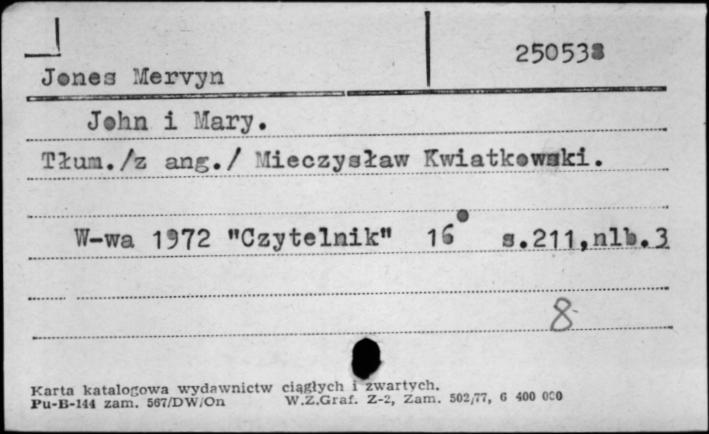 250538
Jones Mervyn
John i Mary.
Tłum./z ang./ Mieczysław Kwiatkowski.
W-wa 1972 "Czytelnik" 16° s.211,nlb.3
8
Karta katalogowa wydawnictw ciągłych i zwartych.
Pu-B-144 zam. 567/DW/On W.Z.Graf. Z-2, Zam. 502/77, 6 400 000